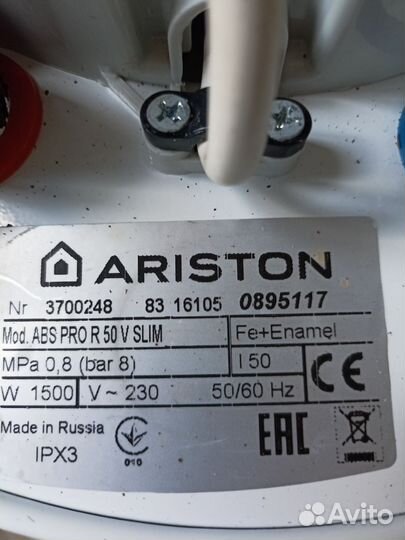 ARISTON
Nr 3700248 83 16105 0895117
Mod. ABS PRO R 50 V SLIM Fe+Enamel
MPa 0,8 (bar 8) l 50
W 1500 V~ 230 50/60 Hz
CE
Made in Russia
IPX3
EAC
Avito